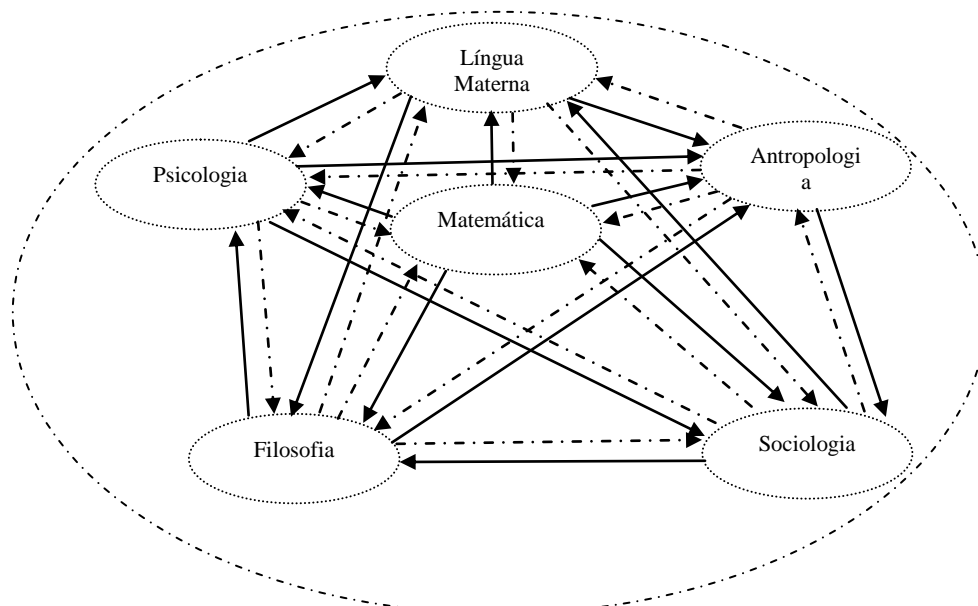 Língua
Materna
Psicologia
Antropologi
a
Matemática
Filosofia
Sociologia